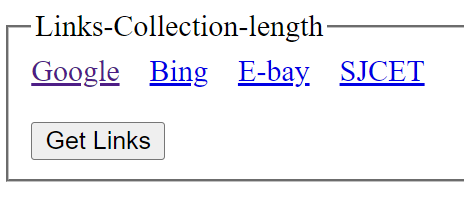 Links-Collection-length
Google Bing E-bay SJCET
Get Links